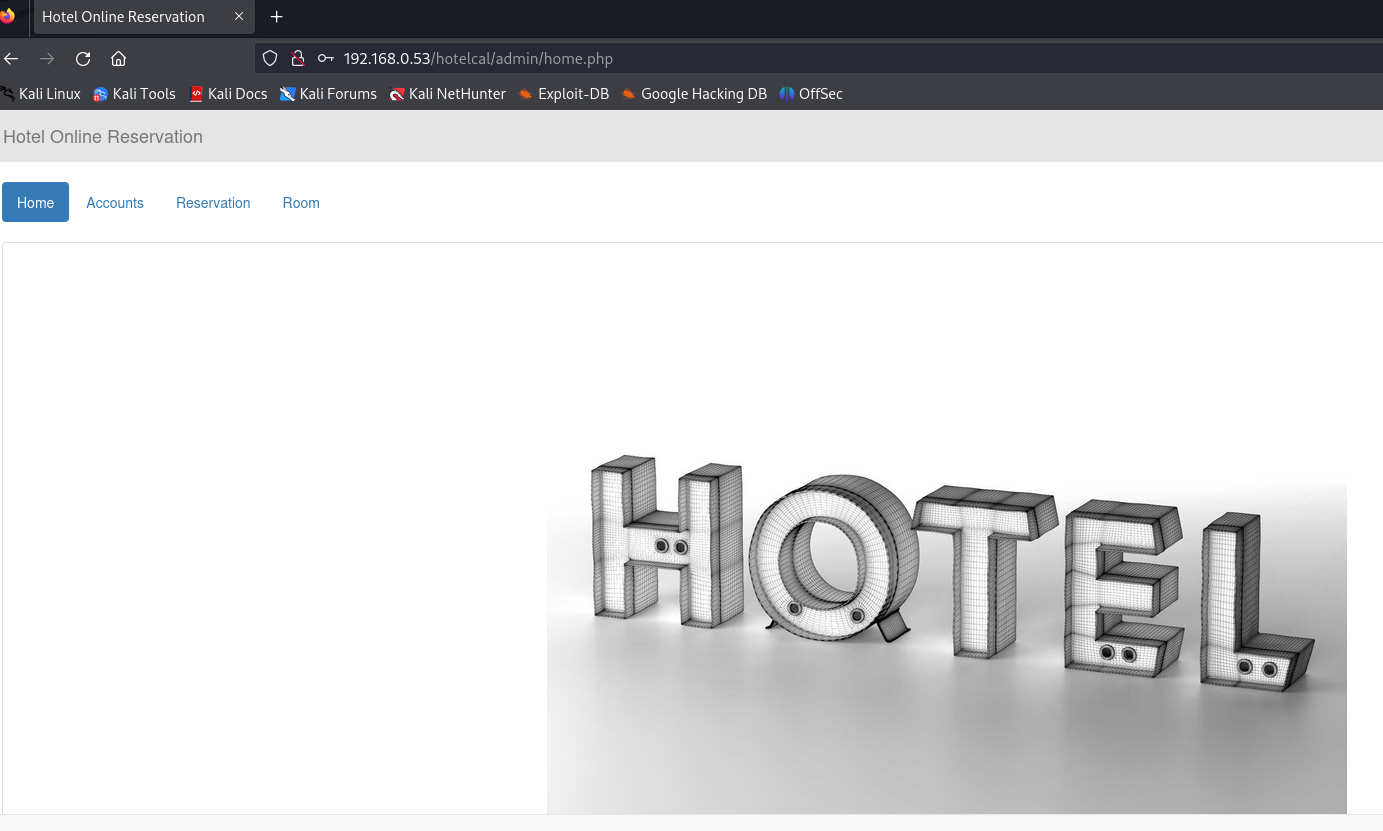 Hotel Online Reservation
192.168.0.53/hotelcal/admin/home.php
Kali Linux Kali Tools Kali Docs Kali Forums Kali NetHunter Exploit-DB Google Hacking DB OffSec
Hotel Online Reservation
Home Accounts Reservation Room
HOTEL